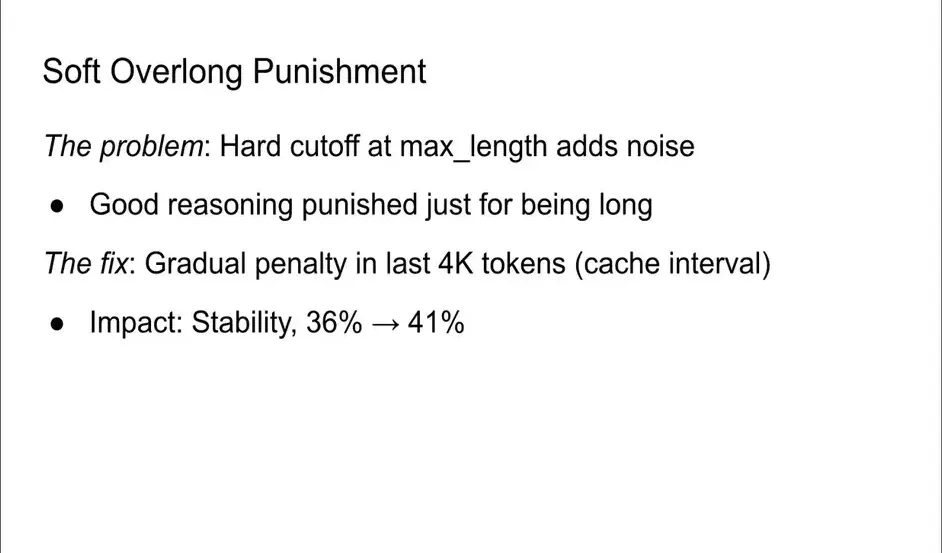 Soft Overlong Punishment
The problem: Hard cutoff at max_length adds noise
● Good reasoning punished just for being long
The fix: Gradual penalty in last 4K tokens (cache interval)
● Impact: Stability, 36% → 41%